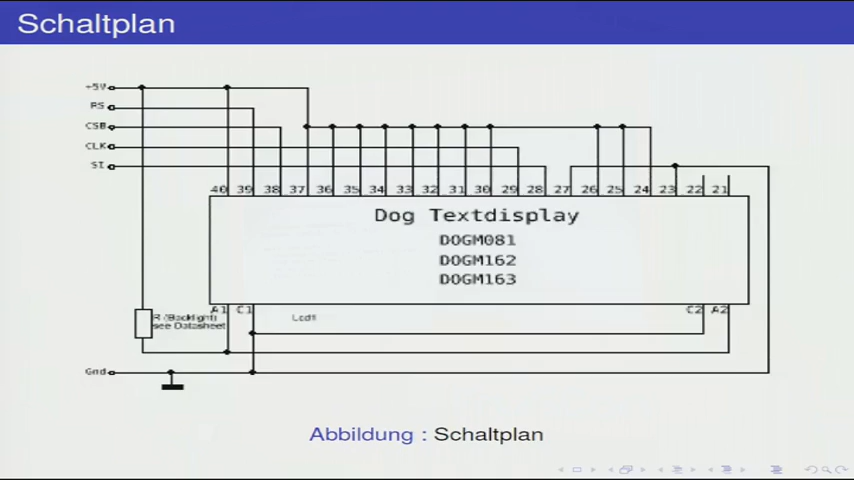 Schaltplan
+5V
RS
CSB
CLK
SI
40 39 38 37 36 35 34 33 32 31 30 29 28 27 26 25 24 23 22 21
Dog Textdisplay
DOGM081
DOGM162
DOGM163
A1 C1 C2 A2
R (Backlight)
see Datasheet
Lcd1
Gnd
Abbildung : Schaltplan